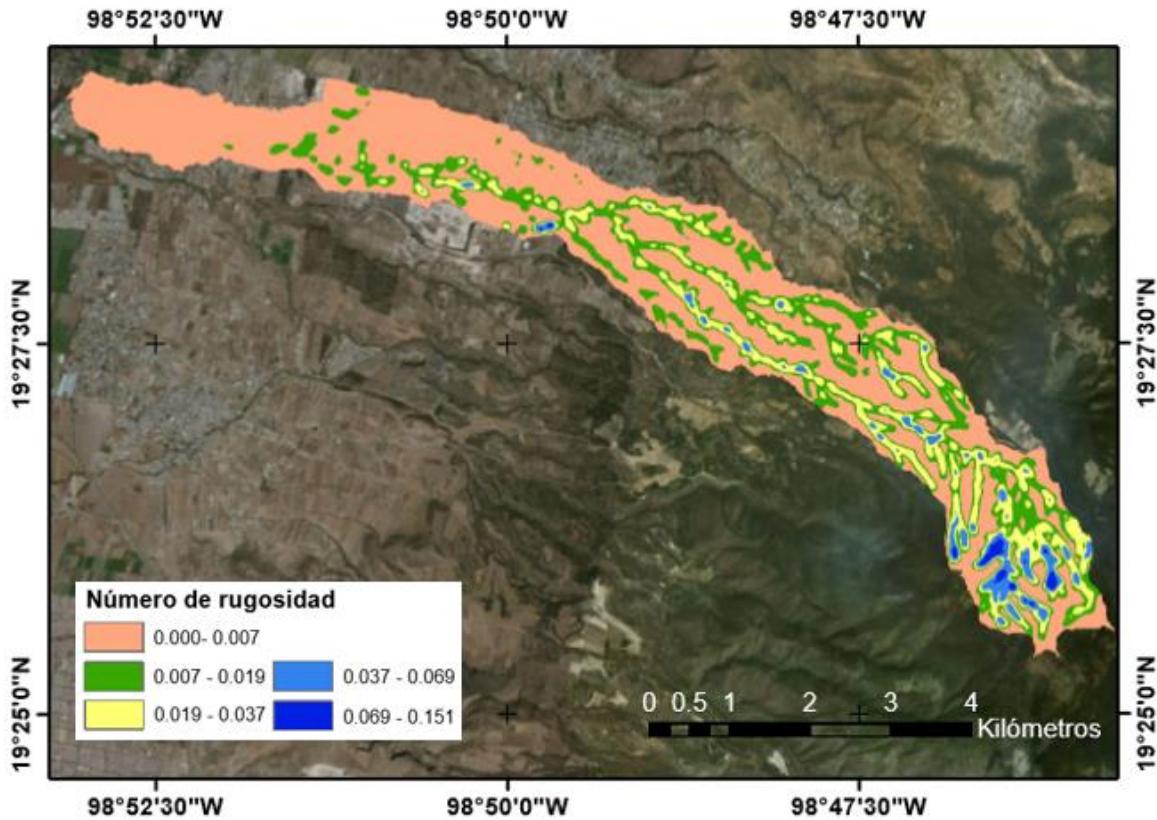 98°52'30"W 98°50'0"W 98°47'30"W
19°27'30"N 19°27'30"N
19°25'0"N 19°25'0"N
Número de rugosidad
0.000- 0.007
0.007 - 0.019 0.037 - 0.069
0.019 - 0.037 0.069 - 0.151
0 0.5 1 2 3 4
Kilómetros
98°52'30"W 98°50'0"W 98°47'30"W